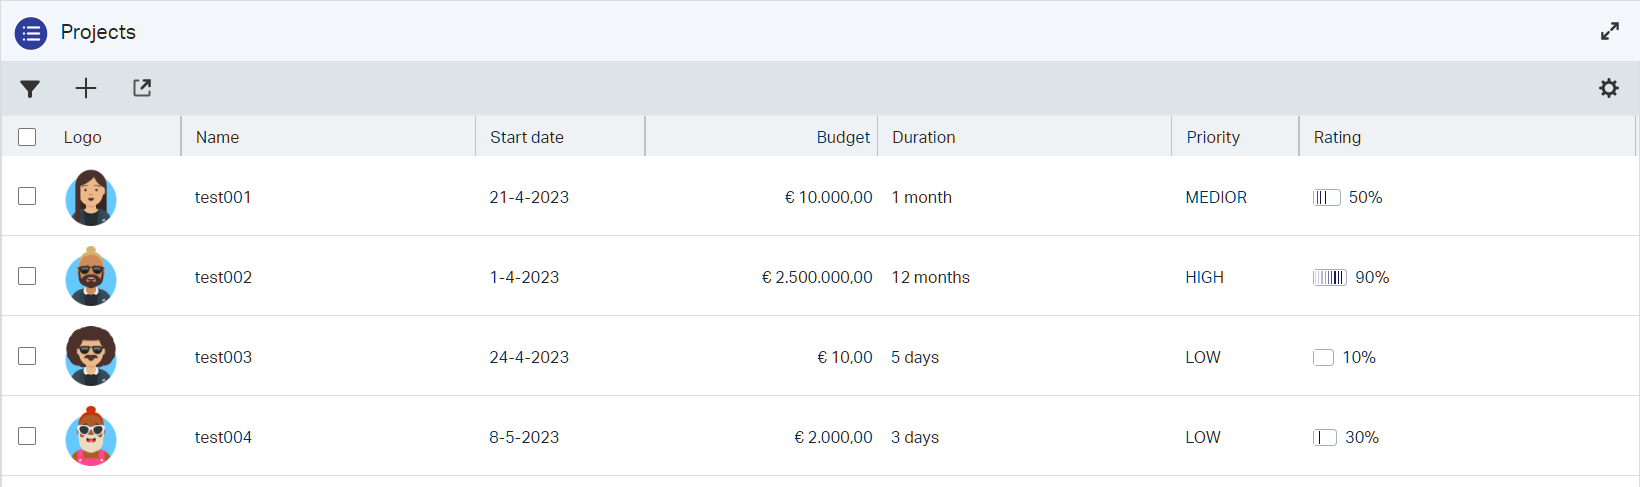 Projects
Logo Name Start date Budget Duration Priority Rating
test001 21-4-2023 € 10.000,00 1 month MEDIOR 50%
test002 1-4-2023 € 2.500.000,00 12 months HIGH 90%
test003 24-4-2023 € 10,00 5 days LOW 10%
test004 8-5-2023 € 2.000,00 3 days LOW 30%